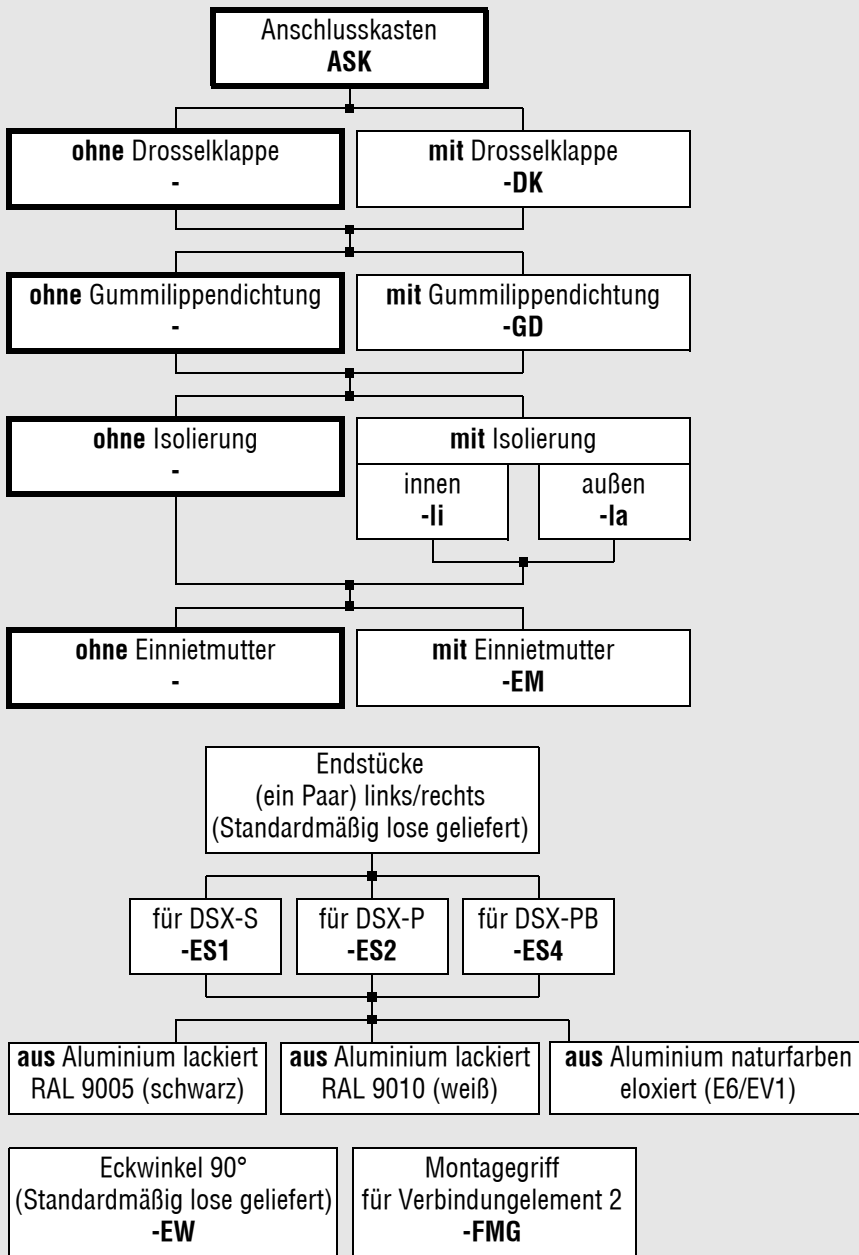 Anschlusskasten
ASK
ohne Drosselklappe
-
mit Drosselklappe
-DK
ohne Gummilippendichtung
-
mit Gummilippendichtung
-GD
ohne Isolierung
-
mit Isolierung
innen
-Ii
außen
-Ia
ohne Einnietmutter
-
mit Einnietmutter
-EM
Endstücke
(ein Paar) links/rechts
(Standardmäßig lose geliefert)
für DSX-S
-ES1
für DSX-P
-ES2
für DSX-PB
-ES4
aus Aluminium lackiert
RAL 9005 (schwarz)
aus Aluminium lackiert
RAL 9010 (weiß)
aus Aluminium naturfarben
eloxiert (E6/EV1)
Eckwinkel 90°
(Standardmäßig lose geliefert)
-EW
Montagegriff
für Verbindungelement 2
-FMG